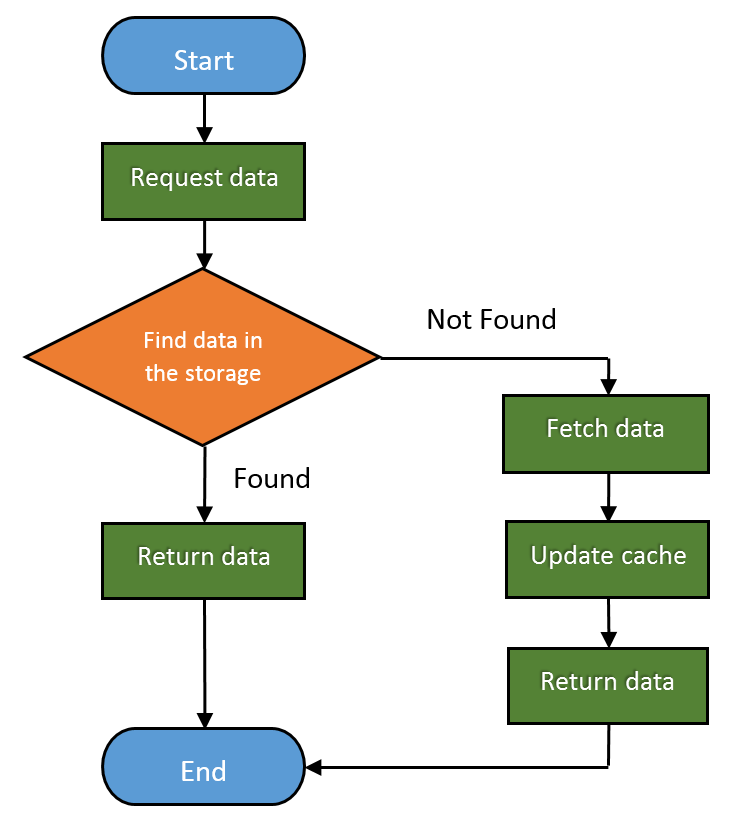 Start
Request data
Find data in
the storage
Not Found
Fetch data
Found
Return data
Update cache
Return data
End